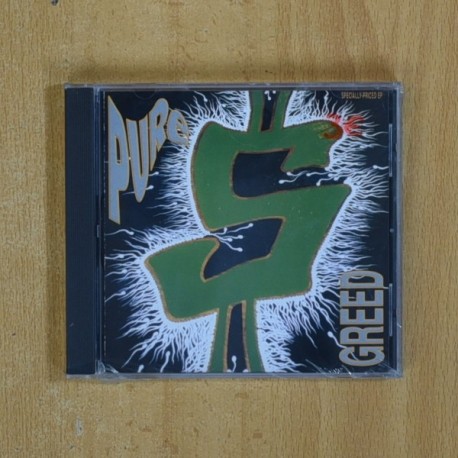 PURE
SPECIALLY-PRICED EP
$
GREED